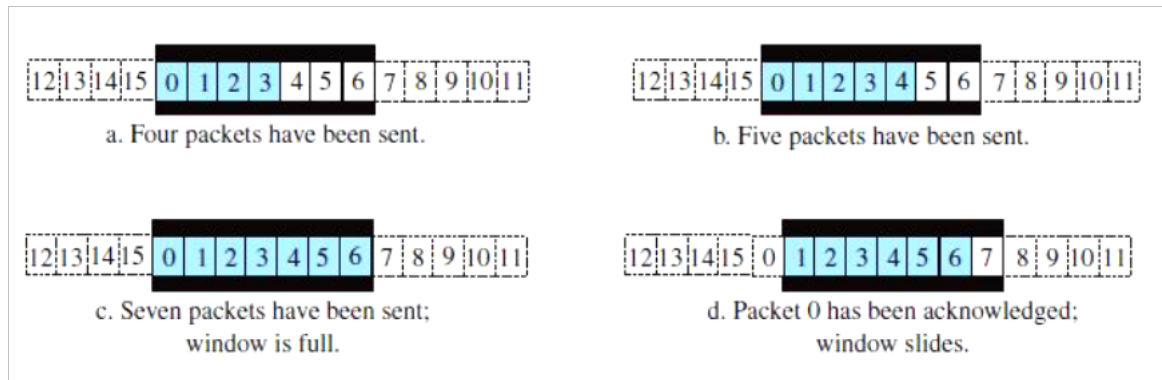 12 13 14 15 0 1 2 3 4 5 6 7 8 9 10 11
a. Four packets have been sent.
12 13 14 15 0 1 2 3 4 5 6 7 8 9 10 11
b. Five packets have been sent.
12 13 14 15 0 1 2 3 4 5 6 7 8 9 10 11
c. Seven packets have been sent;
window is full.
12 13 14 15 0 1 2 3 4 5 6 7 8 9 10 11
d. Packet 0 has been acknowledged;
window slides.